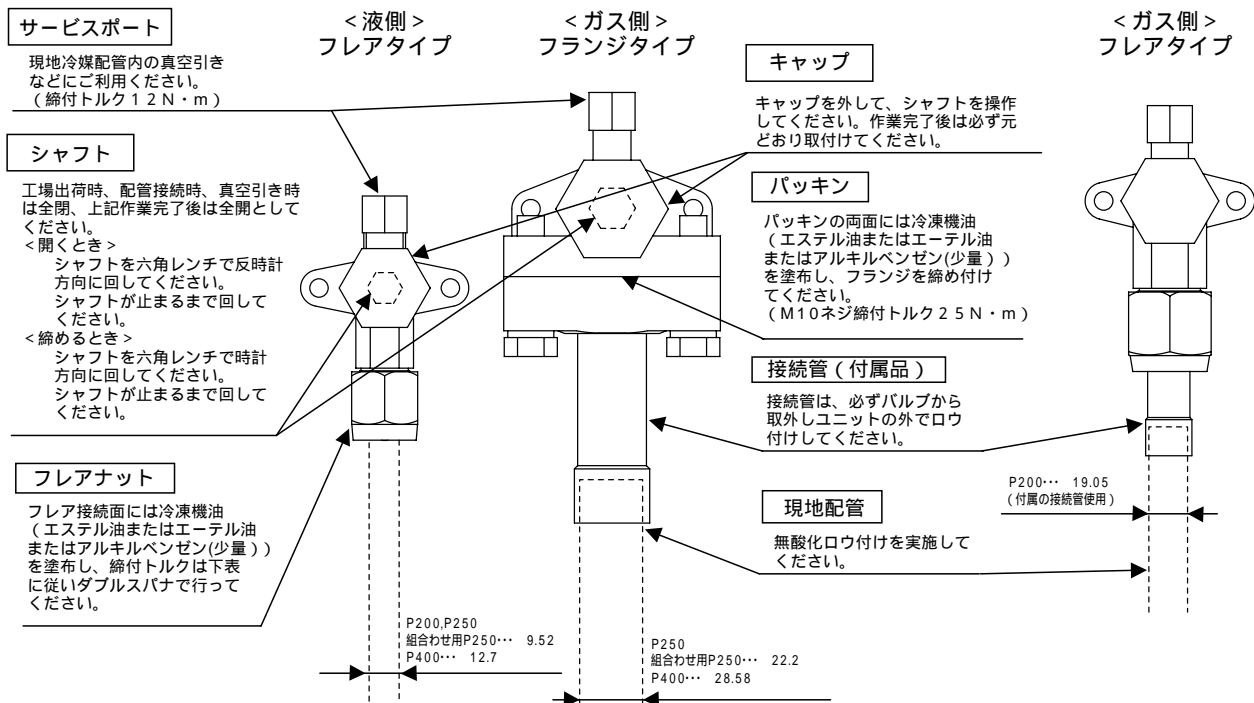 サービスポート
現地冷媒配管内の真空引き
などにご利用ください。
(締付トルク12N・m)
シャフト
工場出荷時、配管接続時、真空引き時
は全閉、上記作業完了後は全開として
ください。
<開くとき>
シャフトを六角レンチで反時計
方向に回してください。
シャフトが止まるまで回して
ください。
<締めるとき>
シャフトを六角レンチで時計
方向に回してください。
シャフトが止まるまで回して
ください。
フレアナット
フレア接続面には冷凍機油
(エステル油またはエーテル油
またはアルキルベンゼン(少量))
を塗布し、締付トルクは下表
に従いダブルスパナで行って
ください。
<液側>
フレアタイプ
P200,P250
組合わせ用P250… 9.52
P400… 12.7
<ガス側>
フランジタイプ
P250
組合わせ用P250… 22.2
P400… 28.58
キャップ
キャップを外して、シャフトを操作
してください。作業完了後は必ず元
どおり取付けてください。
パッキン
パッキンの両面には冷凍機油
(エステル油またはエーテル油
またはアルキルベンゼン(少量))
を塗布し、フランジを締め付け
てください。
(M10ネジ締付トルク25N・m)
接続管(付属品)
接続管は、必ずバルブから
取外しユニットの外でロウ
付けしてください。
現地配管
無酸化ロウ付けを実施して
ください。
<ガス側>
フレアタイプ
P200… 19.05
(付属の接続管使用)